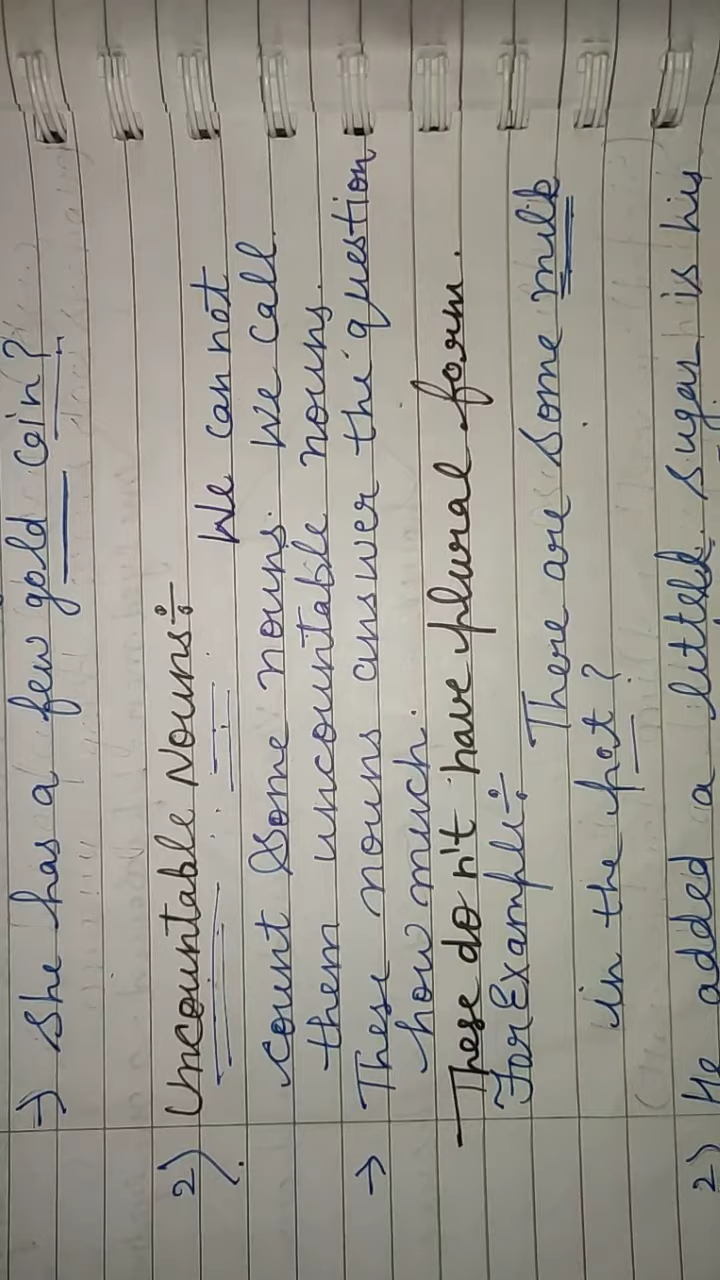 → She has a few gold coin?
2) Uncountable Nouns:
We can not
count some nouns. We call
them uncountable nouns.
→ These nouns answer the question
how much.
- These do n't have plural form.
For Example:
There are some milk
in the pot?
2) He added a little sugar is his